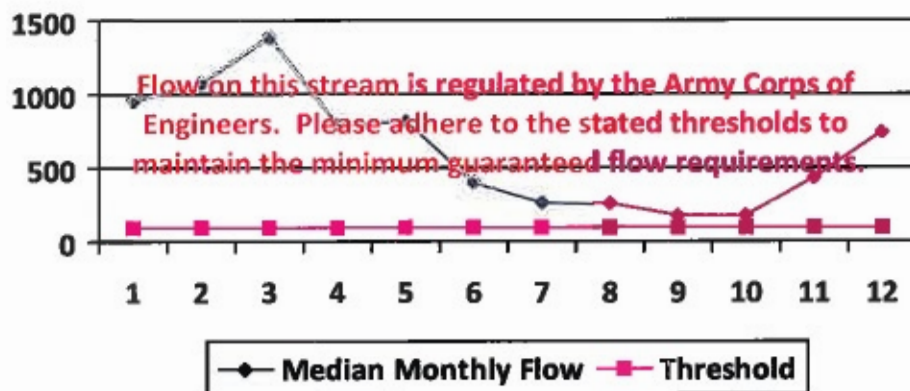 1500
1000
500
0
Flow on this stream is regulated by the Army Corps of
Engineers. Please adhere to the stated thresholds to
maintain the minimum guaranteed flow requirements.
1 2 3 4 5 6 7 8 9 10 11 12
Median Monthly Flow Threshold